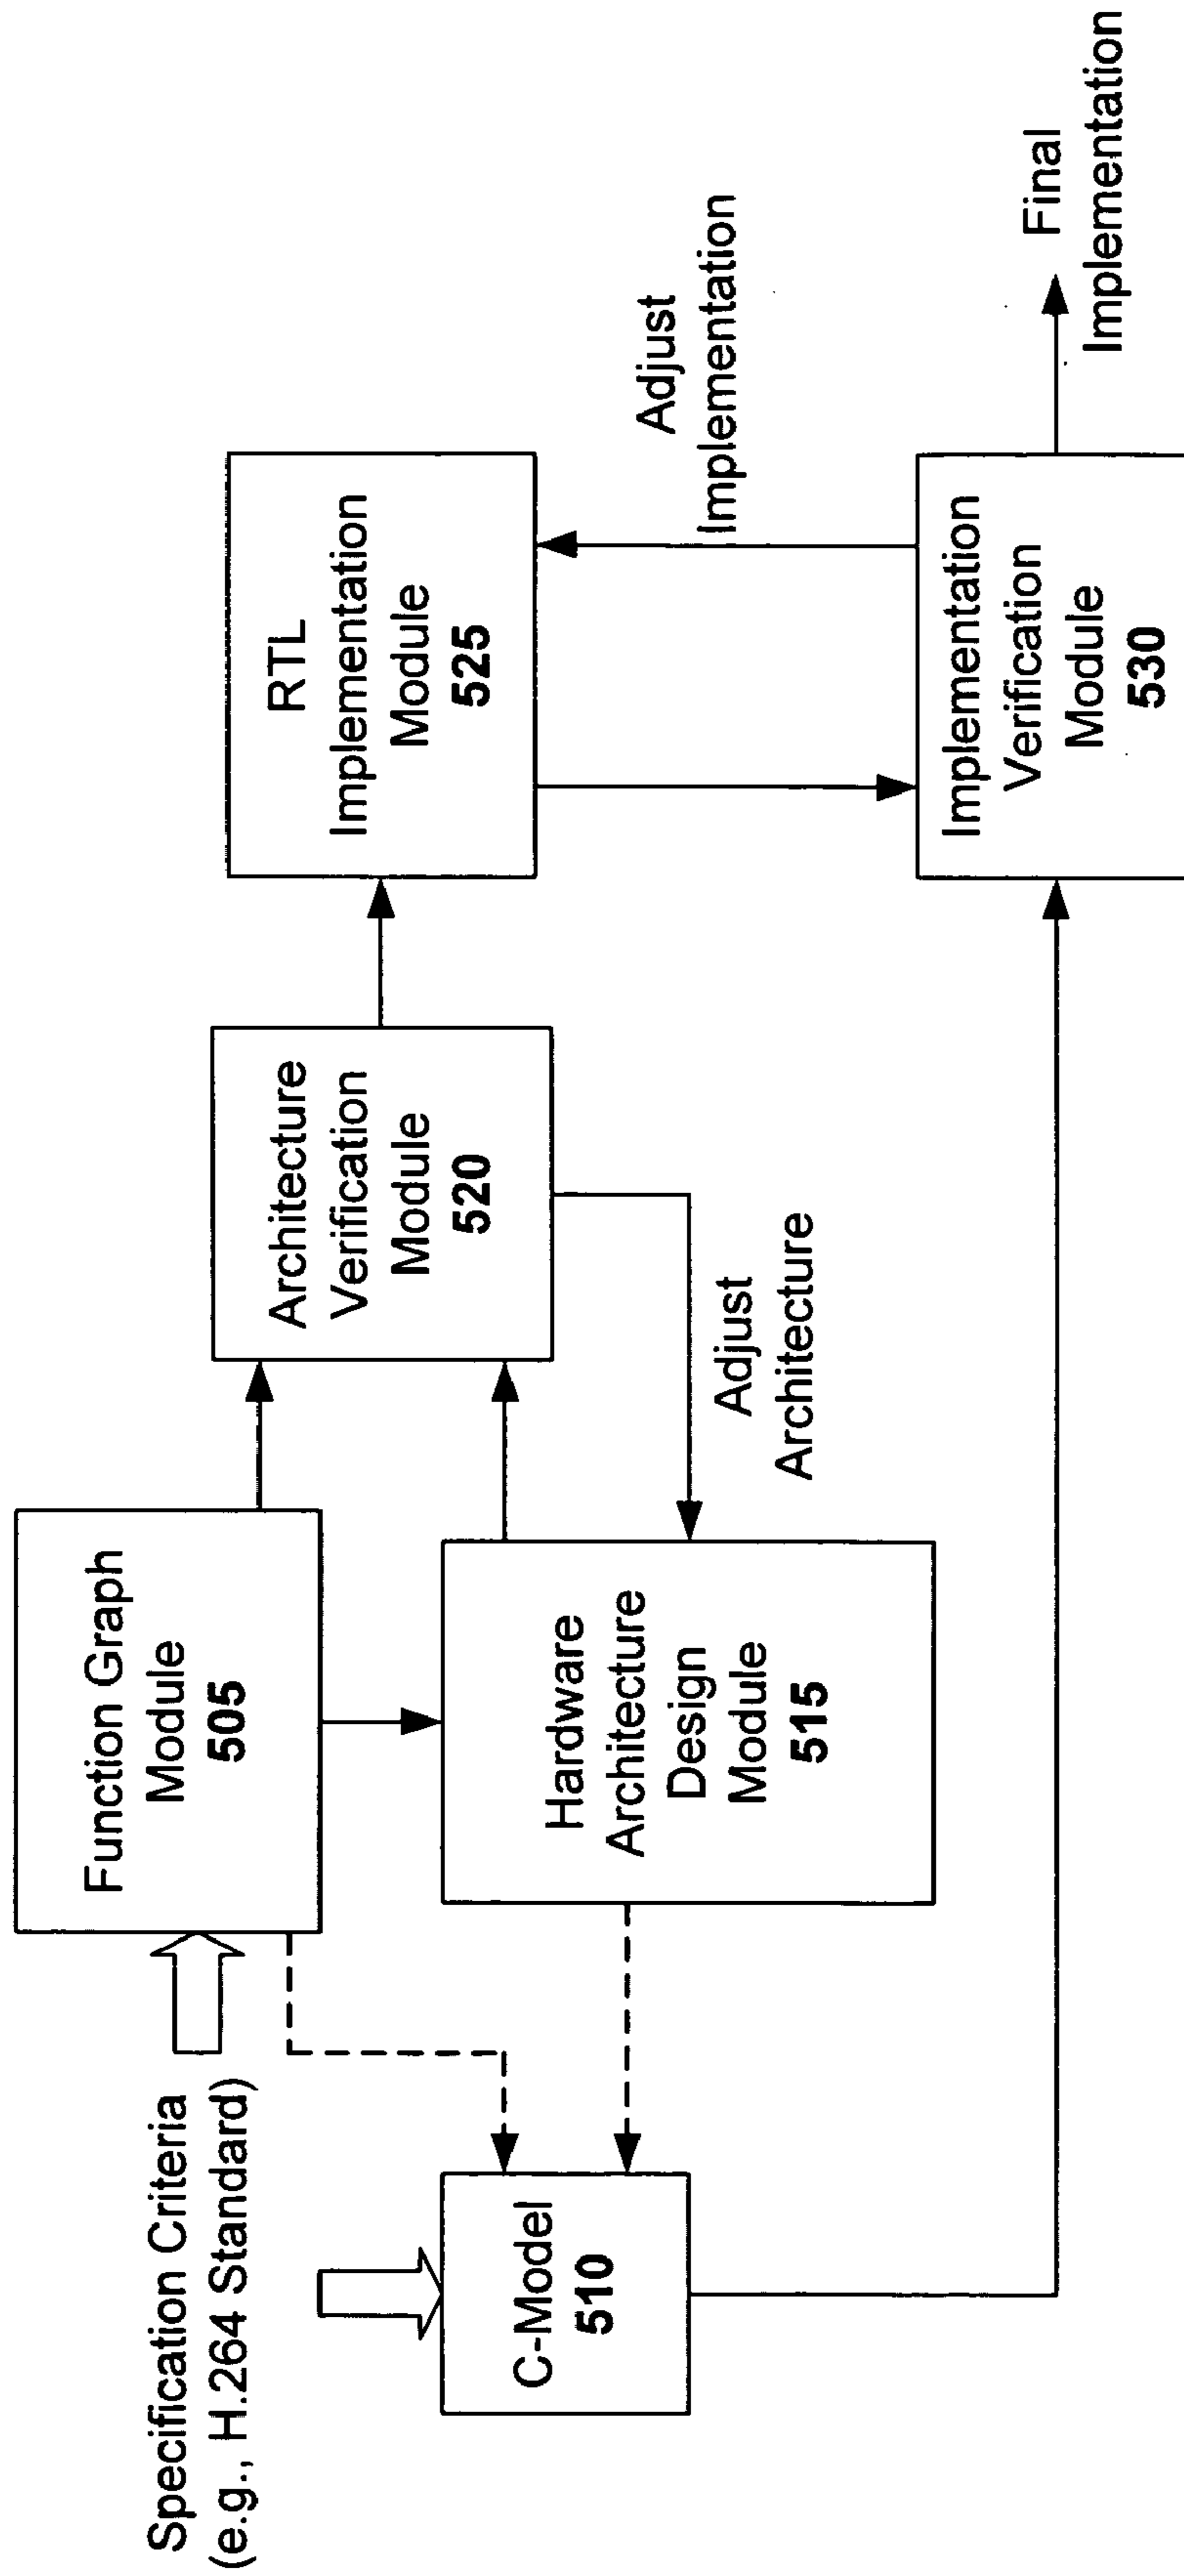 Specification Criteria
(e.g., H.264 Standard)
Function Graph
Module
505
C-Model
510
Hardware
Architecture
Design
Module
515
Architecture
Verification
Module
520
Adjust
Architecture
RTL
Implementation
Module
525
Adjust
Implementation
Implementation
Verification
Module
530
Final
Implementation